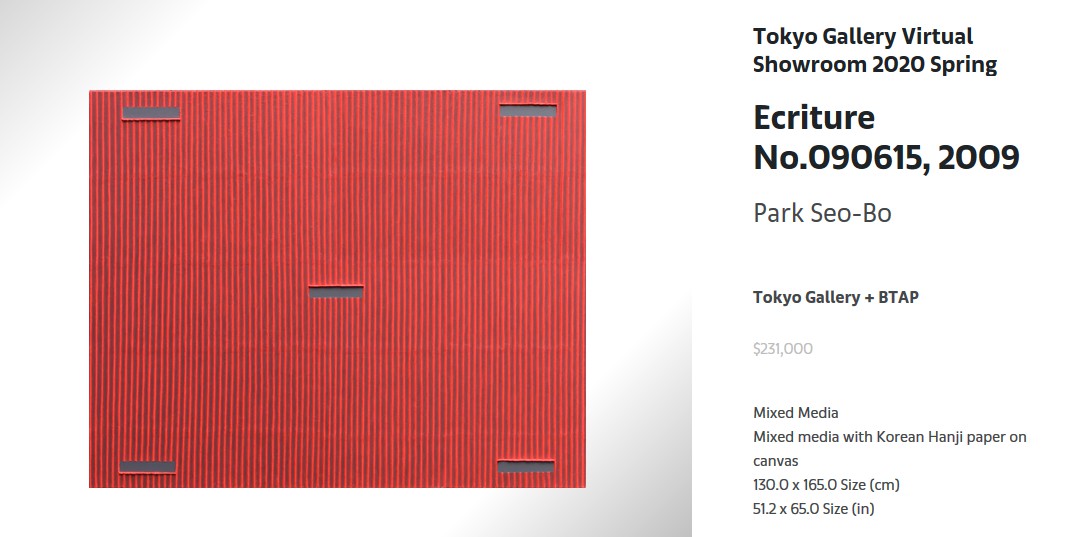 Tokyo Gallery Virtual
Showroom 2020 Spring
Ecriture
No.090615, 2009
Park Seo-Bo
Tokyo Gallery + BTAP
$231,000
Mixed Media
Mixed media with Korean Hanji paper on
canvas
130.0 x 165.0 Size (cm)
51.2 x 65.0 Size (in)